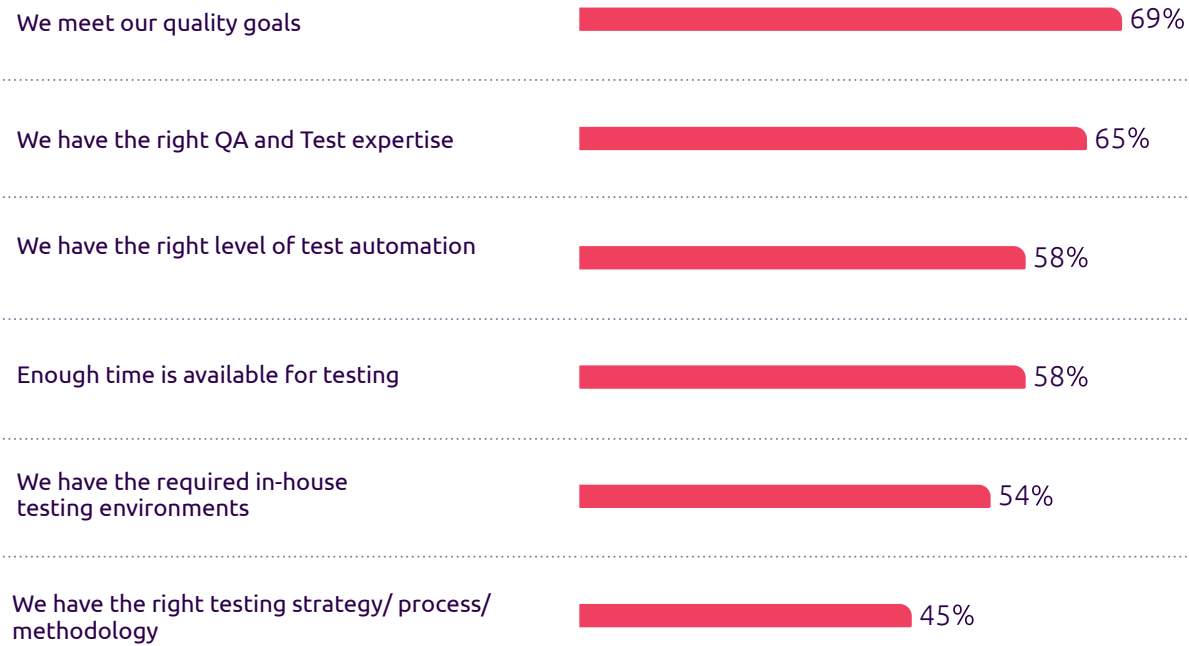 We meet our quality goals 69%
We have the right QA and Test expertise 65%
We have the right level of test automation 58%
Enough time is available for testing 58%
We have the required in-house
testing environments 54%
We have the right testing strategy/ process/
methodology 45%